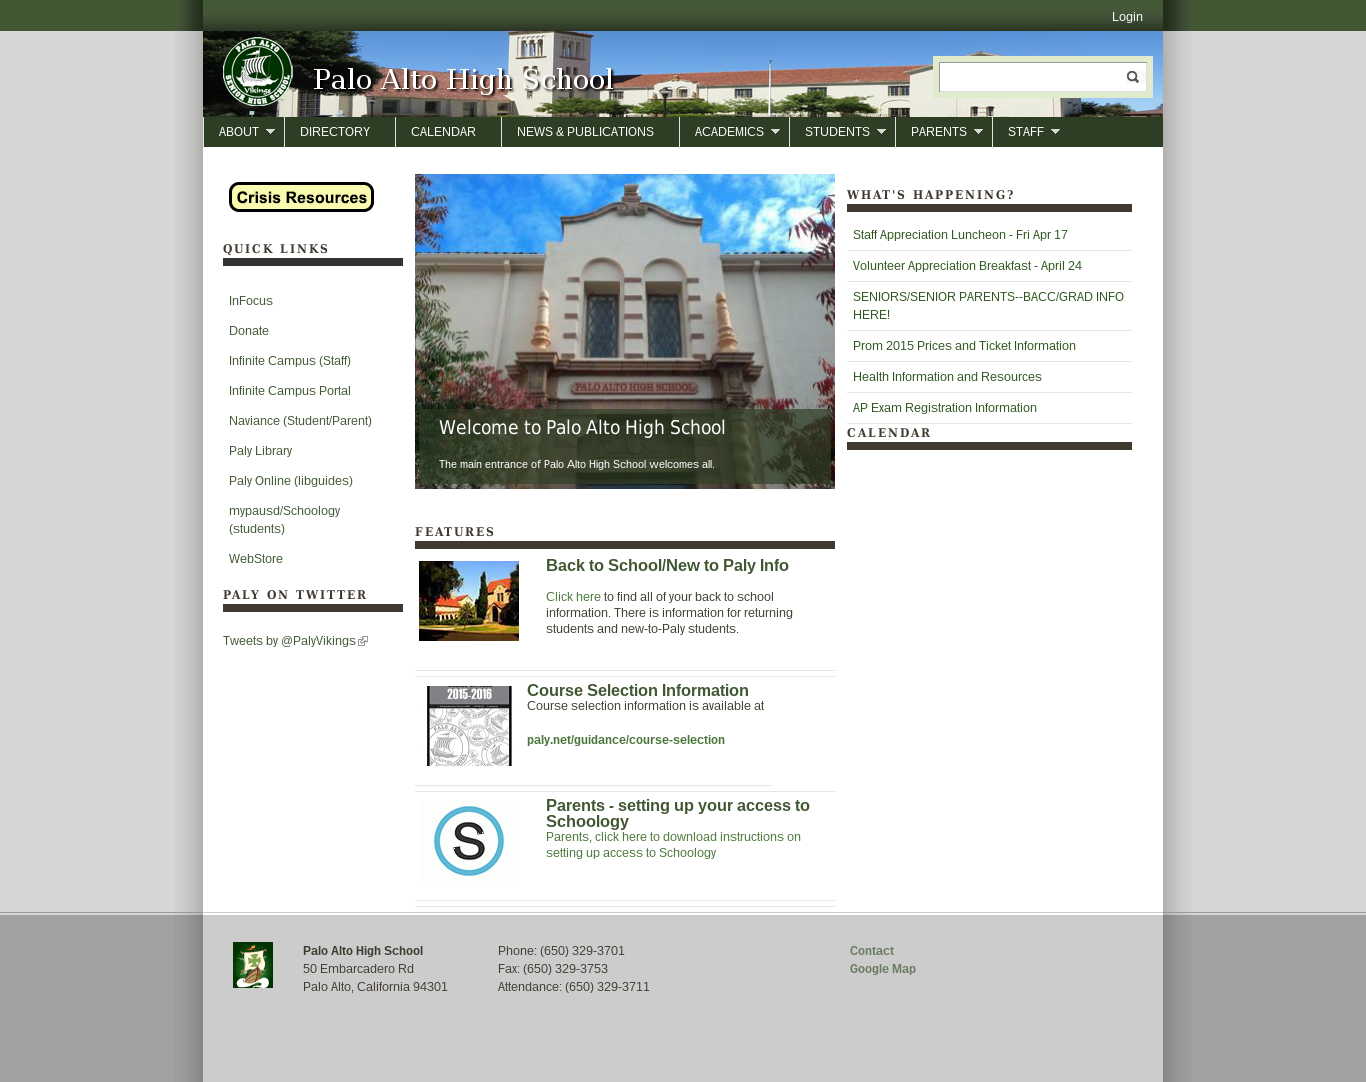 Login
PALO ALTO
Vikings
SENIOR HIGH SCHOOL
Palo Alto High School
ABOUT
DIRECTORY
CALENDAR
NEWS & PUBLICATIONS
ACADEMICS
STUDENTS
PARENTS
STAFF
Crisis Resources
QUICK LINKS
InFocus
Donate
Infinite Campus (Staff)
Infinite Campus Portal
Naviance (Student/Parent)
Paly Library
Paly Online (libguides)
mypausd/Schoology
(students)
WebStore
PALY ON TWITTER
Tweets by @PalyVikings
PALO ALTO HIGH SCHOOL
Welcome to Palo Alto High School
The main entrance of Palo Alto High School welcomes all.
FEATURES
Back to School/New to Paly Info
Click here to find all of your back to school
information. There is information for returning
students and new-to-Paly students.
2015-2016
Course Selection Information
Course selection information is available at
paly.net/guidance/course-selection
S
Parents - setting up your access to
Schoology
Parents, click here to download instructions on
setting up access to Schoology
WHAT'S HAPPENING?
Staff Appreciation Luncheon - Fri Apr 17
Volunteer Appreciation Breakfast - April 24
SENIORS/SENIOR PARENTS--BACC/GRAD INFO
HERE!
Prom 2015 Prices and Ticket Information
Health Information and Resources
AP Exam Registration Information
CALENDAR
Palo Alto High School
50 Embarcadero Rd
Palo Alto, California 94301
Phone: (650) 329-3701
Fax: (650) 329-3753
Attendance: (650) 329-3711
Contact
Google Map